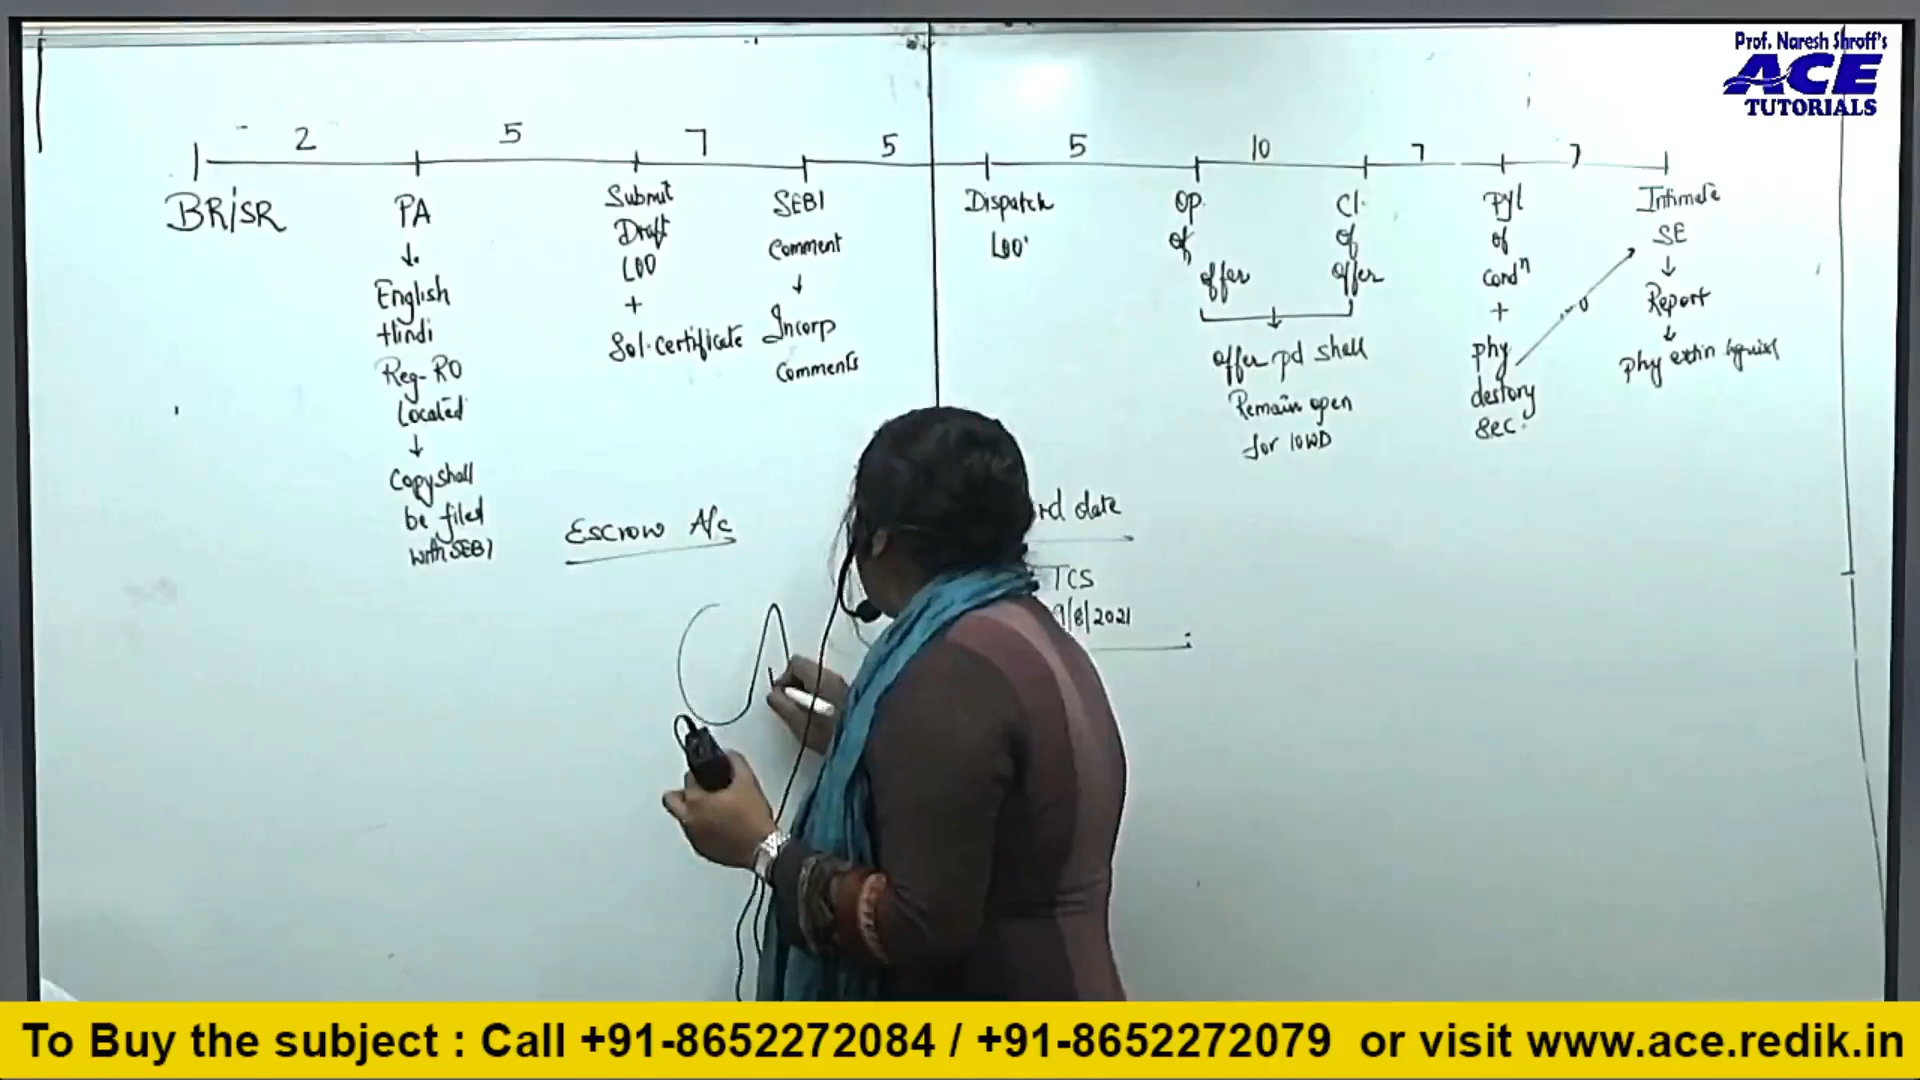 Prof. Naresh Shroff's
ACE
TUTORIALS
2 5 7 5 5 10 7 7
BR/SR
PA
English
Hindi
Reg-RO
Located
Copy shall
be filed
with SEBI
Submit
Draft
LOO
+
Sol.certificate
SEBI
Comment
Incorp
Comments
Dispatch
LOO
Op.
of
offer
Cl.
of
offer
offer pd shall
Remain open
for 10WD
Pyt
of
consn
+
phy
destory
sec.
Intimate
SE
Report
Phy extin
Escrow A/c
rd date
TCS
9/8/2021
To Buy the subject : Call +91-8652272084 / +91-8652272079 or visit www.ace.redik.in